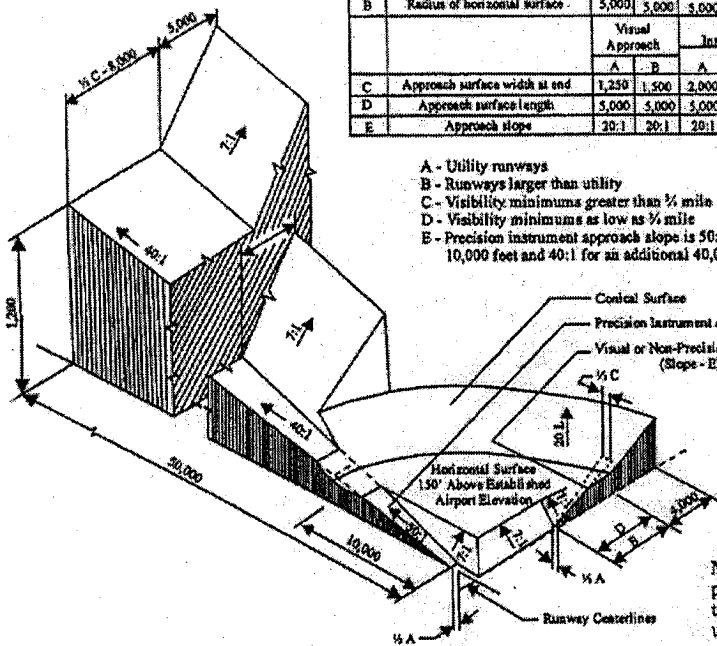 B Radius of horizontal surface 5,000 5,000 5,000
Visual Approach
A B A
C Approach surface width at end 1,250 1,500 2,000
D Approach surface length 5,000 5,000 5,000
E Approach slope 20:1 20:1 20:1
A - Utility runways
B - Runways larger than utility
C - Visibility minimums greater than ¾ mile
D - Visibility minimums as low as ¾ mile
E - Precision instrument approach slope is 50:
10,000 feet and 40:1 for an additional 40,0
5,000
½ C - 8,000
7:1
40:1
1,200
7:1
40:1
50,000
Conical Surface
Precision Instrument
Visual or Non-Precisi
(Slope - E)
½ C
20:1
Horizontal Surface
150' Above Established
Airport Elevation
50:1
7:1
7:1
10,000
D
B
4,000
½ A
Runway Centerlines
½ A